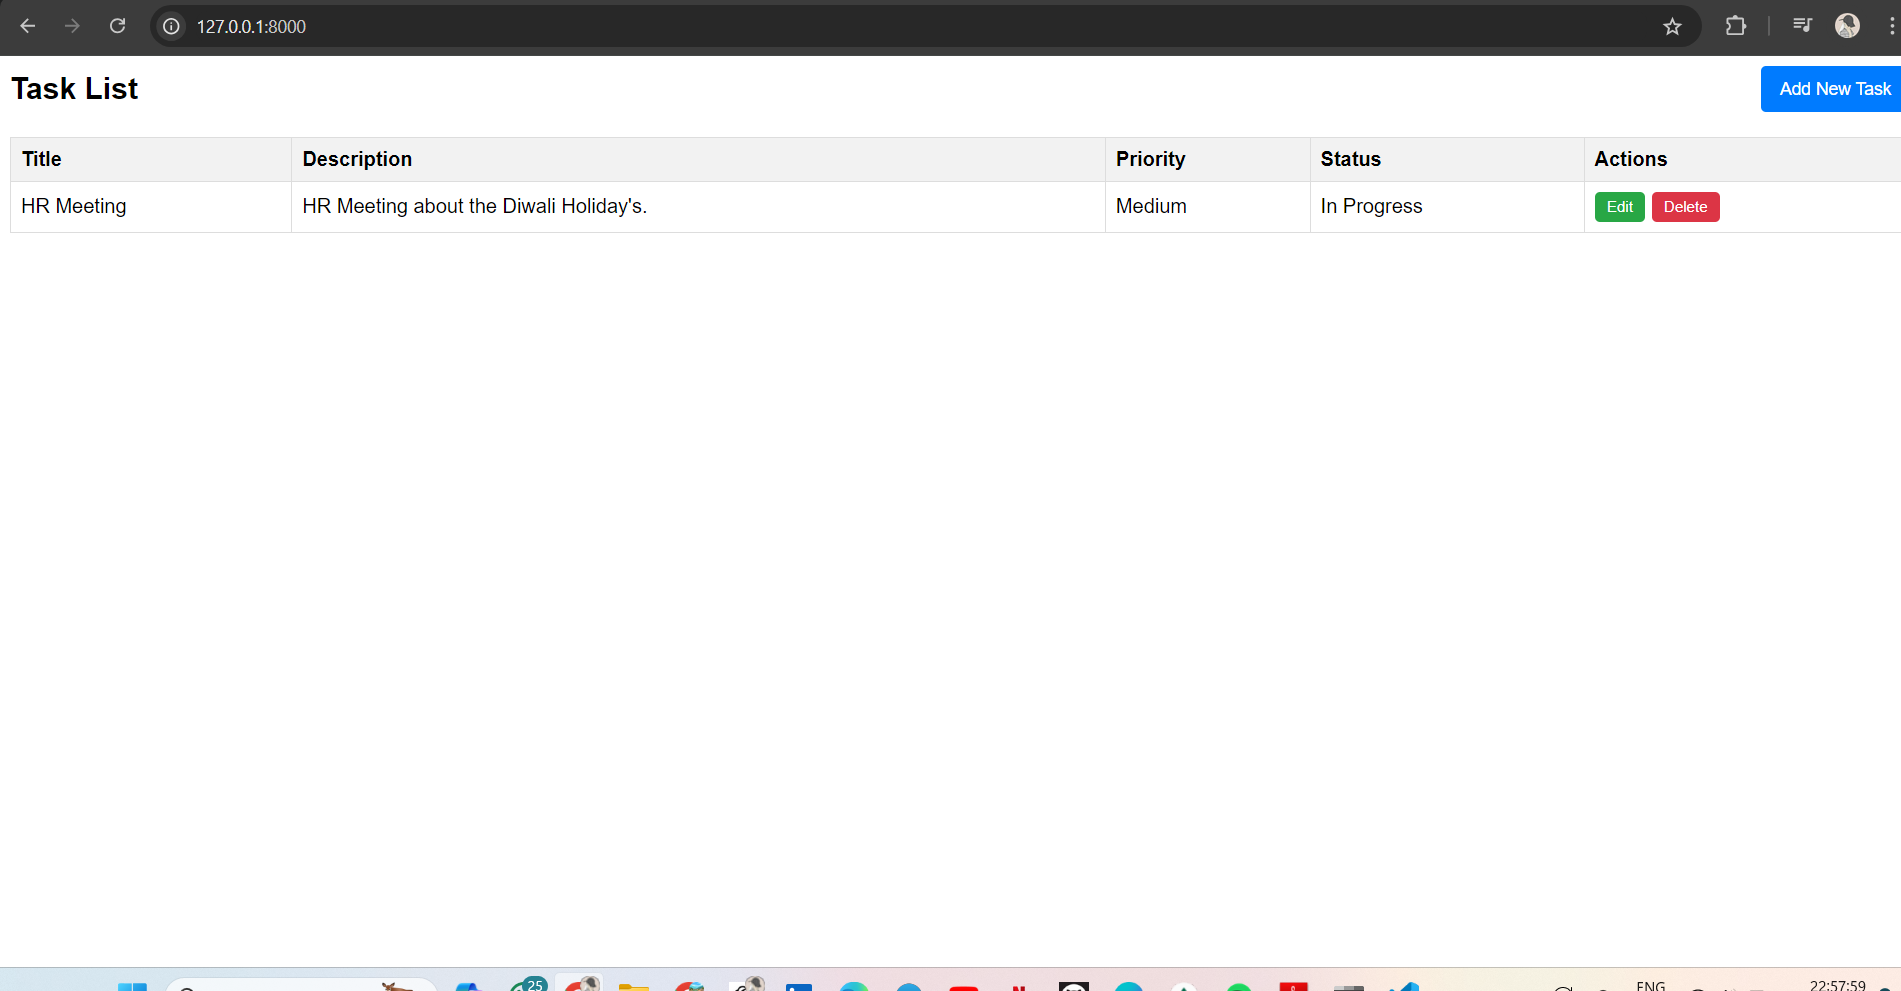 127.0.0.1:8000
Task List
Add New Task
Title Description Priority Status Actions
HR Meeting HR Meeting about the Diwali Holiday's. Medium In Progress Edit Delete
25
ENG
22:57:59